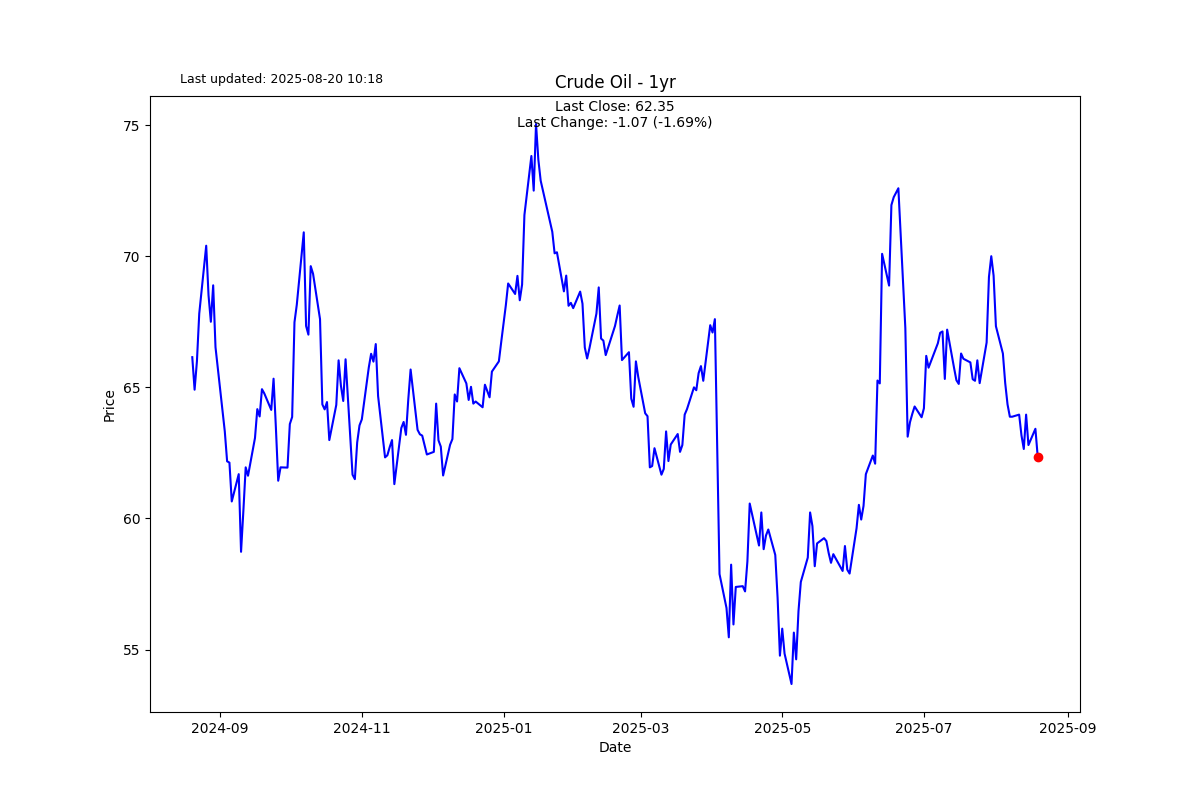 Last updated: 2025-08-20 10:18
Crude Oil - 1yr
Last Close: 62.35
Last Change: -1.07 (-1.69%)
75
70
65
60
55
Price
2024-09
2024-11
2025-01
2025-03
2025-05
2025-07
2025-09
Date